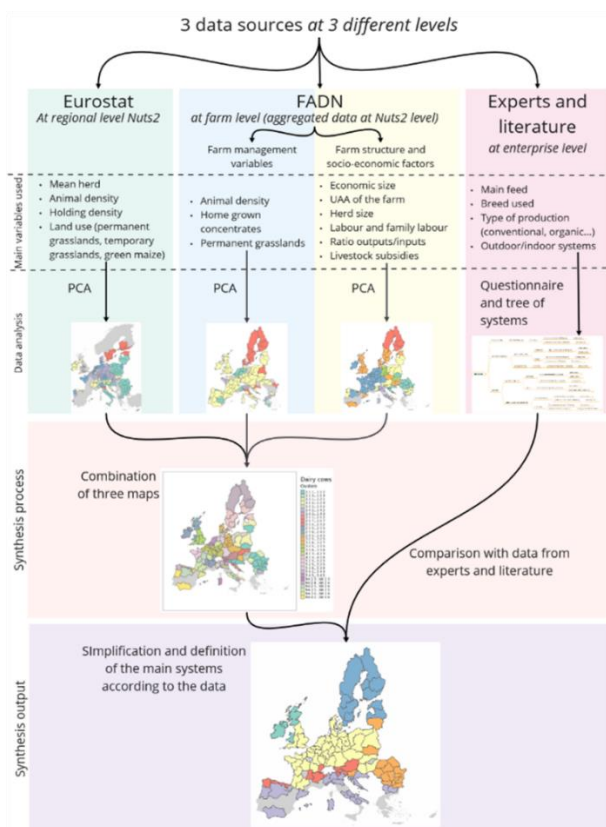 3 data sources at 3 different levels
Eurostat
At regional level Nuts2
FADN
at farm level (aggregated data at Nuts2 level)
Experts and
literature
at enterprise level
Farm management
variables
Farm structure and
socio-economic factors
Main variables used
• Mean herd
• Animal density
• Holding density
• Land use (permanent
grasslands, temporary
grasslands, green maize)
• Animal density
• Home grown
concentrates
• Permanent grasslands
• Economic size
• UAA of the farm
• Herd size
• Labour and family labour
• Ratio outputs/inputs
• Livestock subsidies
• Main feed
• Breed used
• Type of production
(conventional, organic...)
• Outdoor/indoor systems
Data analysis
PCA
PCA
PCA
Questionnaire
and tree of
systems
Synthesis process
Combination
of three maps
Dairy cows
Comparison with data from
experts and literature
Synthesis output
SImplification and definition
of the main systems
according to the data